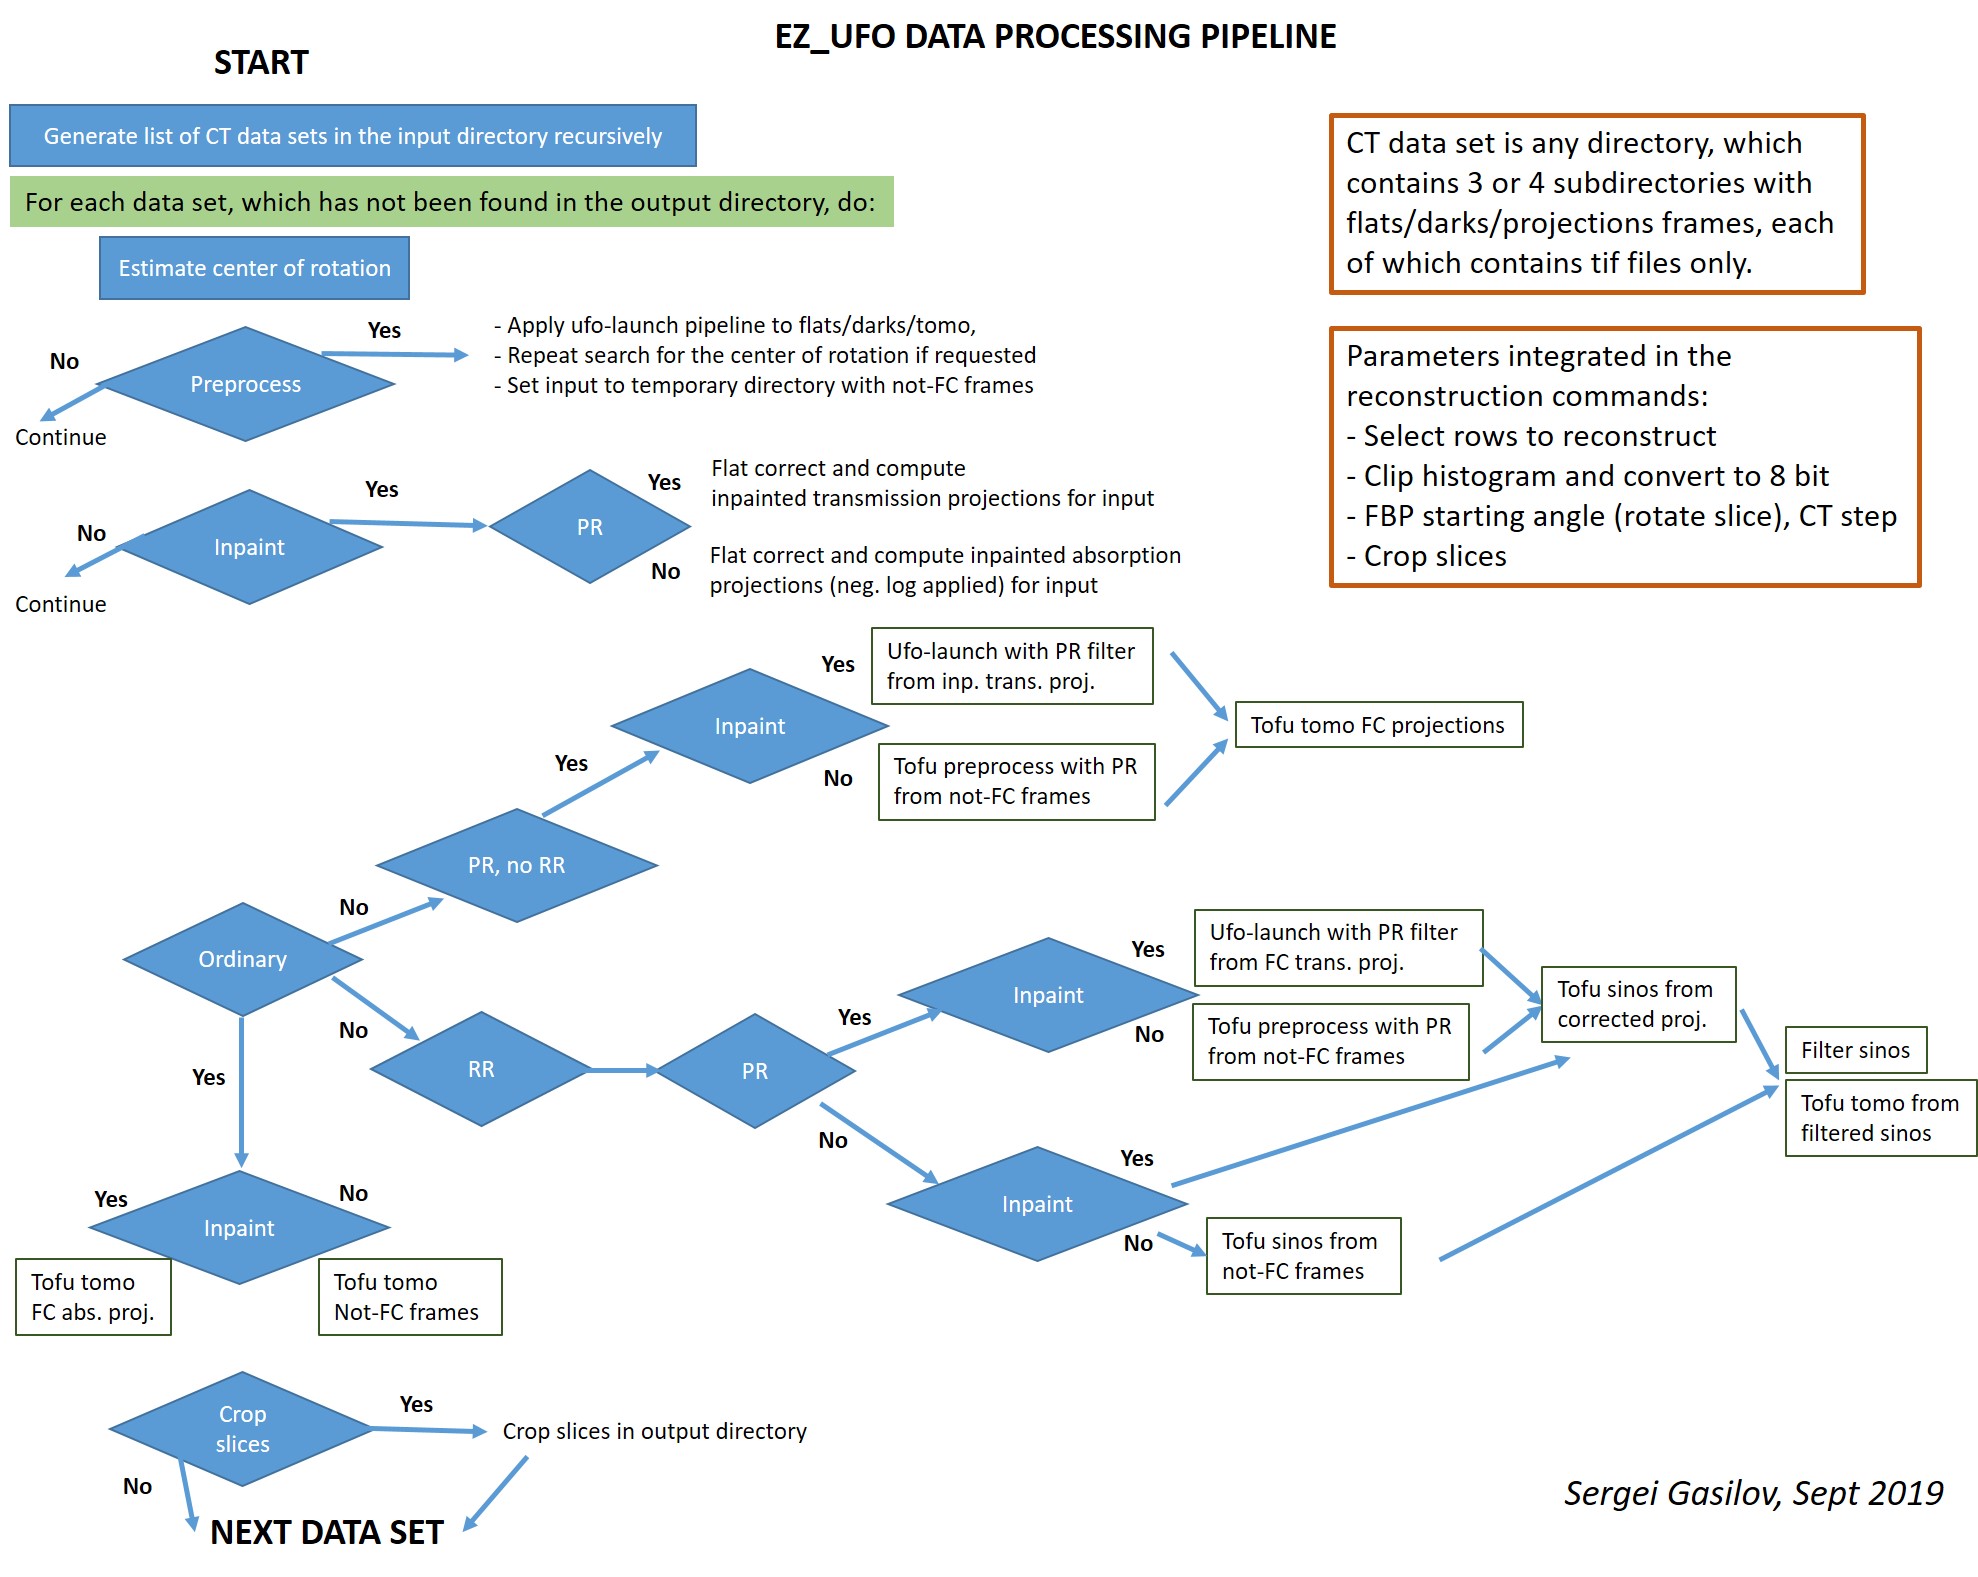 EZ_UFO DATA PROCESSING PIPELINE
START
Generate list of CT data sets in the input directory recursively
For each data set, which has not been found in the output directory, do:
Estimate center of rotation
CT data set is any directory, which
contains 3 or 4 subdirectories with
flats/darks/projections frames, each
of which contains tif files only.
Preprocess
Yes
- Apply ufo-launch pipeline to flats/darks/tomo,
- Repeat search for the center of rotation if requested
- Set input to temporary directory with not-FC frames
No
Continue
Parameters integrated in the
reconstruction commands:
- Select rows to reconstruct
- Clip histogram and convert to 8 bit
- FBP starting angle (rotate slice), CT step
- Crop slices
Inpaint
Yes
No
Continue
PR
Yes
Flat correct and compute
inpainted transmission projections for input
No
Flat correct and compute inpainted absorption
projections (neg. log applied) for input
Inpaint
Yes
Ufo-launch with PR filter
from inp. trans. proj.
No
Tofu preprocess with PR
from not-FC frames
Tofu tomo FC projections
Yes
PR, no RR
No
Ordinary
No
Yes
RR
PR
Yes
Inpaint
Yes
Ufo-launch with PR filter
from FC trans. proj.
No
Tofu preprocess with PR
from not-FC frames
Tofu sinos from
corrected proj.
Filter sinos
Tofu tomo from
filtered sinos
No
Inpaint
Yes
No
Tofu sinos from
not-FC frames
Yes
No
Inpaint
Tofu tomo
FC abs. proj.
Tofu tomo
Not-FC frames
Crop
slices
Yes
Crop slices in output directory
No
NEXT DATA SET
Sergei Gasilov, Sept 2019